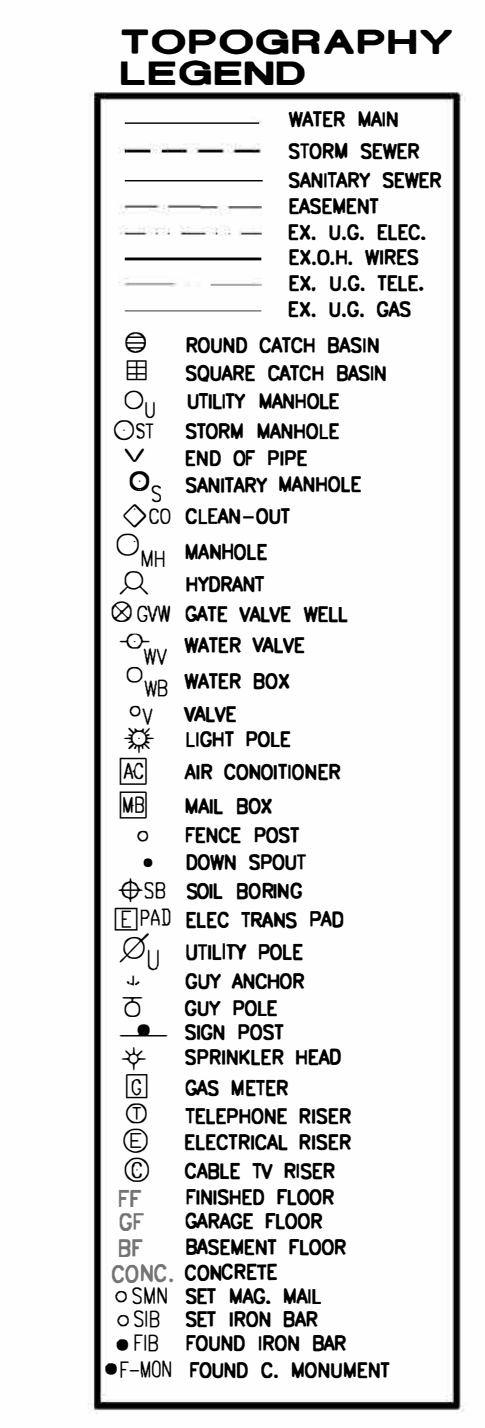 TOPOGRAPHY
LEGEND
WATER MAIN
STORM SEWER
SANITARY SEWER
EASEMENT
EX. U.G. ELEC.
EX.O.H. WIRES
EX. U.G. TELE.
EX. U.G. GAS
ROUND CATCH BASIN
SQUARE CATCH BASIN
U UTILITY MANHOLE
ST STORM MANHOLE
END OF PIPE
S SANITARY MANHOLE
CO CLEAN-OUT
MH MANHOLE
HYDRANT
GVW GATE VALVE WELL
WV WATER VALVE
WB WATER BOX
V VALVE
LIGHT POLE
AC AIR CONOITIONER
MB MAIL BOX
FENCE POST
DOWN SPOUT
SB SOIL BORING
E PAD ELEC TRANS PAD
U UTILITY POLE
GUY ANCHOR
GUY POLE
SIGN POST
SPRINKLER HEAD
G GAS METER
T TELEPHONE RISER
E ELECTRICAL RISER
C CABLE TV RISER
FF FINISHED FLOOR
GF GARAGE FLOOR
BF BASEMENT FLOOR
CONC. CONCRETE
SMN SET MAG. MAIL
SIB SET IRON BAR
FIB FOUND IRON BAR
F-MON FOUND C. MONUMENT